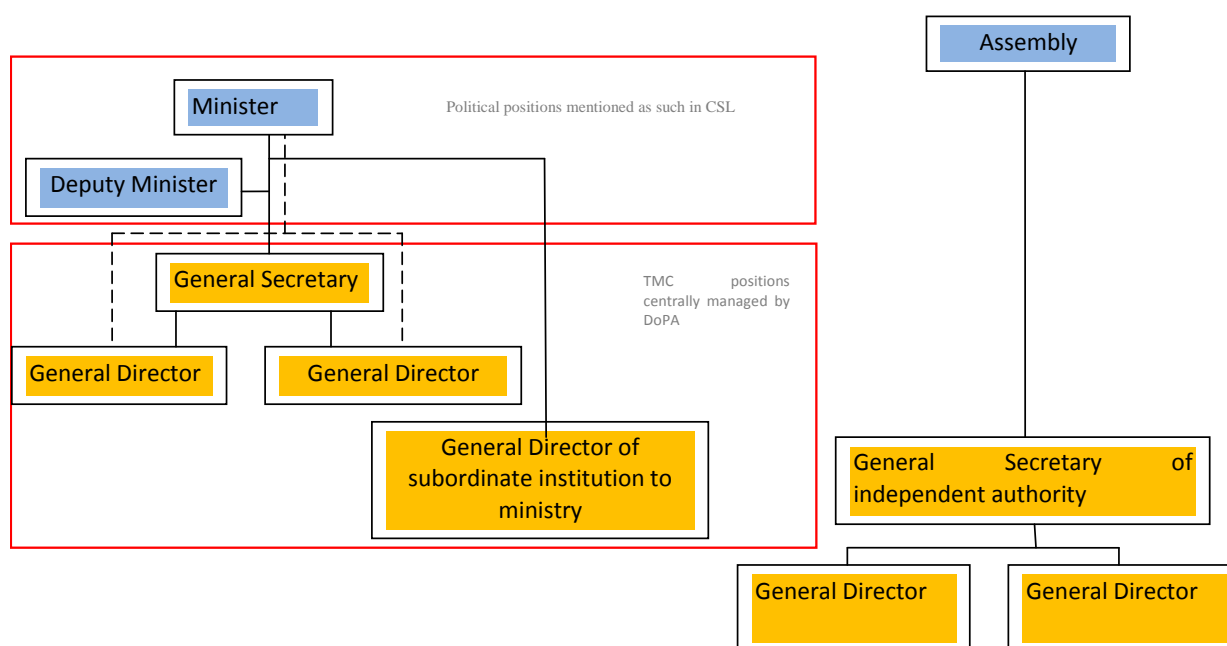 Assembly
Minister
Political positions mentioned as such in CSL
Deputy Minister
General Secretary
TMC positions
centrally managed by
DoPA
General Director
General Director
General Director of
subordinate institution to
ministry
General Secretary of
independent authority
General Director
General Director